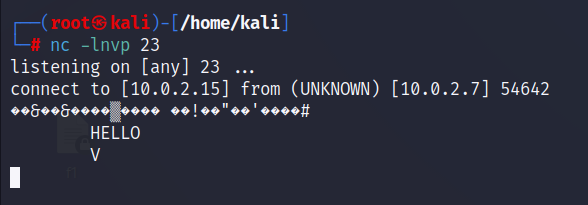 ┌──(root㉿kali)-[/home/kali]
└─# nc -lnvp 23
listening on [any] 23 ...
connect to [10.0.2.15] from (UNKNOWN) [10.0.2.7] 54642
��&��&����▒���� ��!��"��'����#
HELLO
V